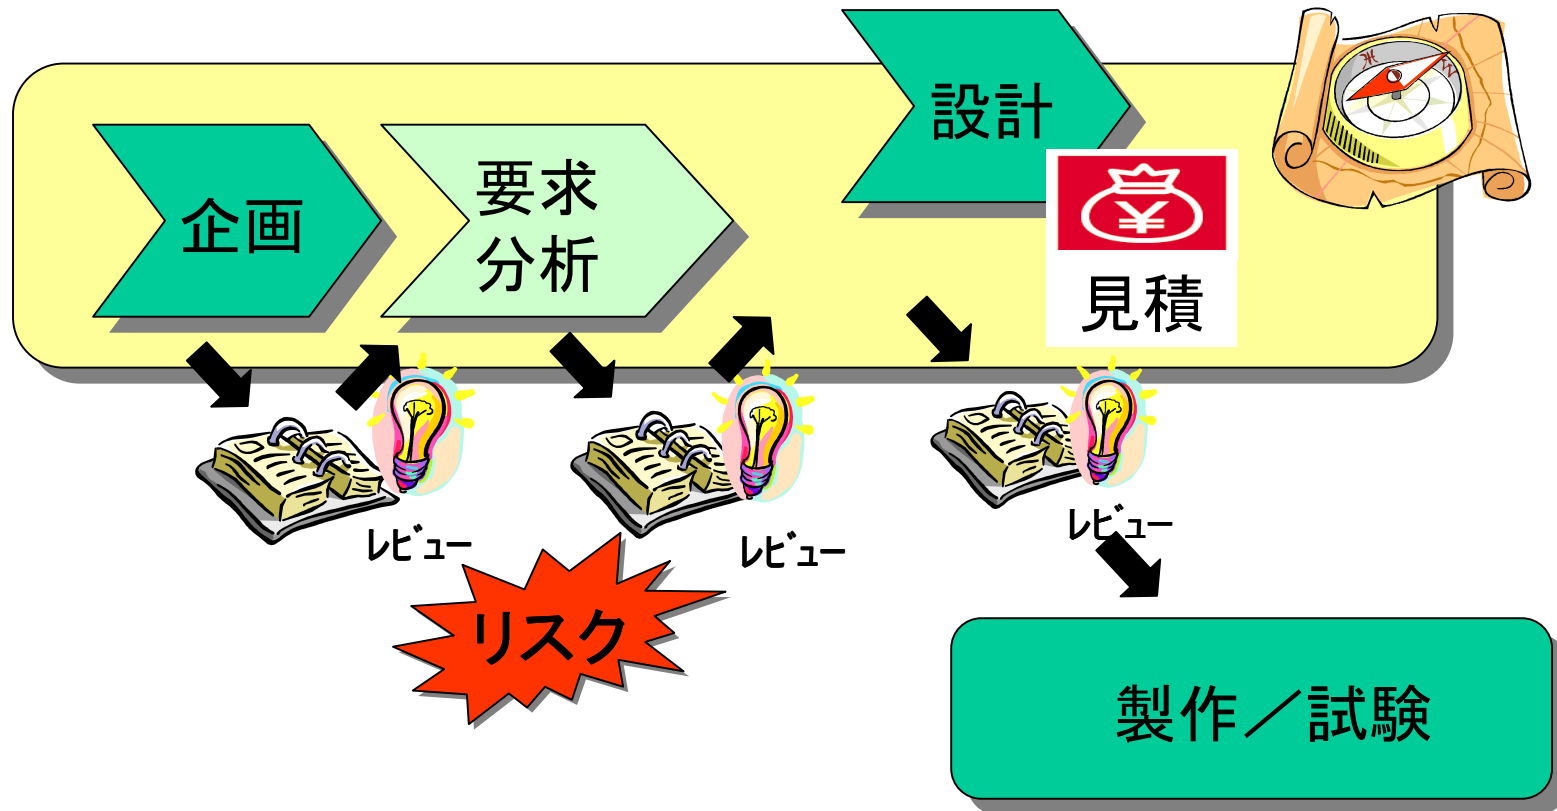 企画
要求
分析
設計
¥
見積
ﾚﾋﾞｭｰ
ﾚﾋﾞｭｰ
ﾚﾋﾞｭｰ
リスク
製作／試験